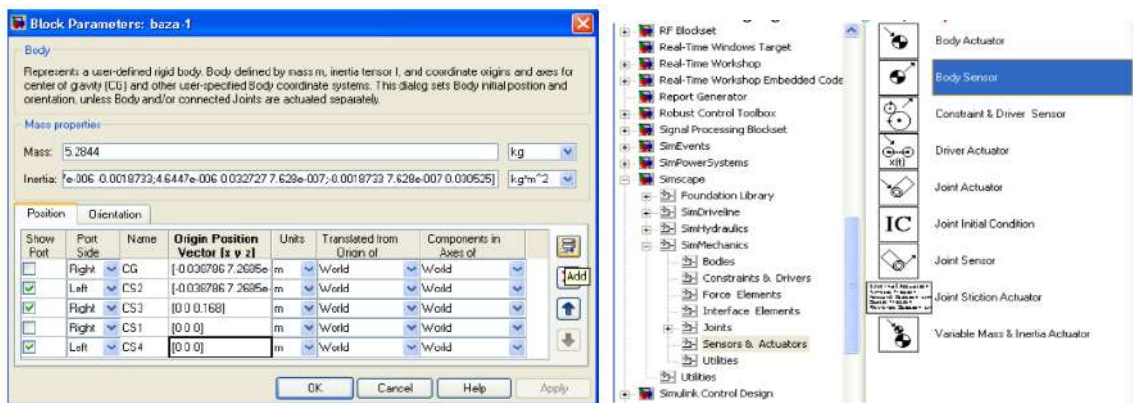 Block Parameters: baza-1
Body
Represents a user-defined rigid body. Body defined by mass m, inertia tensor I, and coordinate origins and axes for
center of gravity (CG) and other user-specified Body coordinate systems. This dialog sets Body initial position and
orientation, unless Body and/or connected Joints are actuated separately.
Mass properties
Mass: 5.2844 kg
Inertia: 0.032727 kg*m^2
Position Orientation
Show Port Port Side Name Origin Position Vector [x y z] Units Translated from Origin of Components in Axes of
Right CG m World World
Left CS2 m World World
Right CS3 [0 0 0.168] m World World
Right CS1 [0 0 0] m World World
Left CS4 [0 0 0] m World World
Add
OK Cancel Help Apply
RF Blockset
Real-Time Windows Target
Real-Time Workshop
Real-Time Workshop Embedded Code
Report Generator
Robust Control Toolbox
Signal Processing Blockset
SimEvents
SimPowerSystems
Simscape
Foundation Library
SimDriveline
SimHydraulics
SimMechanics
Bodies
Constraints & Drivers
Force Elements
Interface Elements
Joints
Sensors & Actuators
Utilities
Utilities
Simulink Control Design
Body Actuator
Body Sensor
Constraint & Driver Sensor
Driver Actuator
Joint Actuator
IC Joint Initial Condition
Joint Sensor
Joint Stiction Actuator
Variable Mass & Inertia Actuator